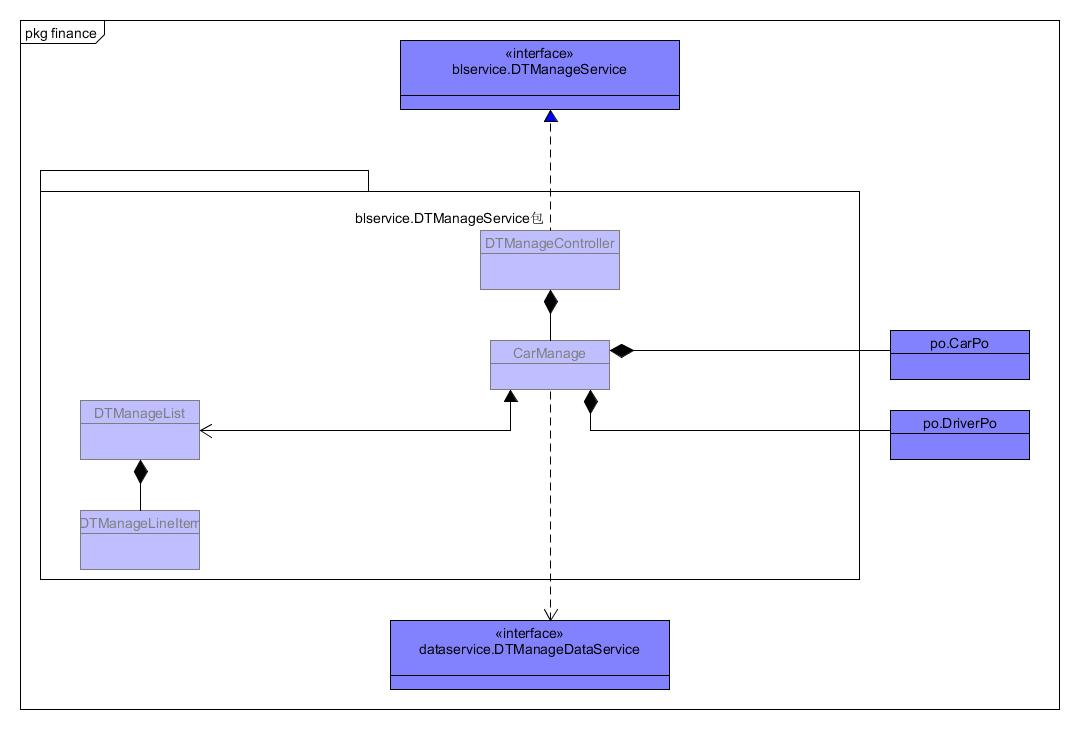 pkg finance
«interface»
blservice.DTManageService
blservice.DTManageService包
DTManageController
CarManage
po.CarPo
DTManageList
po.DriverPo
DTManageLineItem
«interface»
dataservice.DTManageDataService